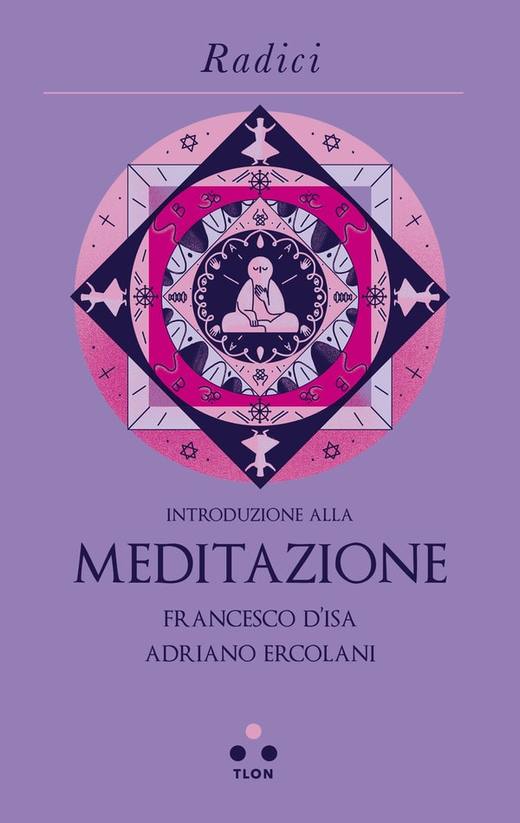 Radici
A
A
B
ॐ
ॐ
B
A
A
B
ॐ
ॐ
B
INTRODUZIONE ALLA
MEDITAZIONE
FRANCESCO D'ISA
ADRIANO ERCOLANI
TLON